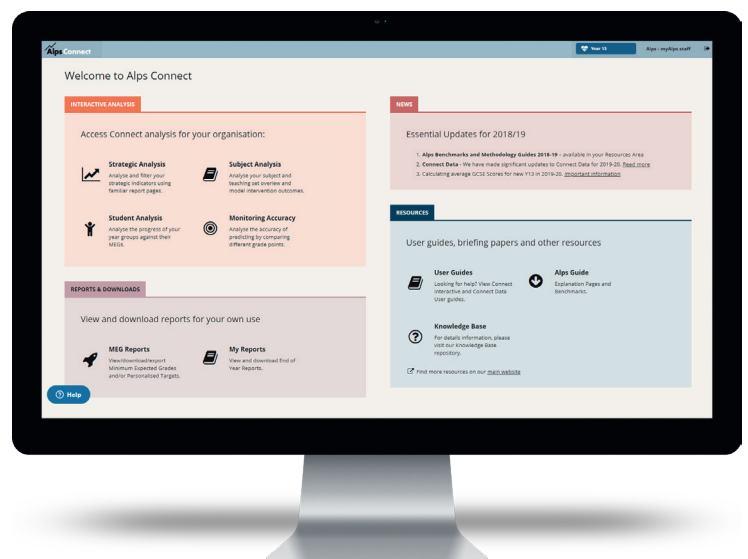 Alps Connect
Year 13
Alps - myAlps staff
Welcome to Alps Connect
INTERACTIVE ANALYSIS
Access Connect analysis for your organisation:
Strategic Analysis
Analyse and filter your
strategic indicators using
familiar report pages.
Subject Analysis
Analyse your subject and
teaching set overview and
model intervention outcomes.
Student Analysis
Analyse the progress of your
year groups against their
MEGs.
Monitoring Accuracy
Analyse the accuracy of
predicting by comparing
different grade points.
REPORTS & DOWNLOADS
View and download reports for your own use
MEG Reports
View/download/export
Minimum Expected Grades
and/or Personalised Targets.
My Reports
View and download End of
Year Reports.
Help
NEWS
Essential Updates for 2018/19
1. Alps Benchmarks and Methodology Guides 2018-19 - available in your Resources Area
2. Connect Data - We have made significant updates to Connect Data for 2019-20. Read more
3. Calculating average GCSE Scores for new Y13 in 2019-20. Important information
RESOURCES
User guides, briefing papers and other resources
User Guides
Looking for help? View Connect
Interactive and Connect Data
User guides.
Alps Guide
Explanation Pages and
Benchmarks.
Knowledge Base
For details information, please
visit our Knowledge Base
repository.
Find more resources on our main website